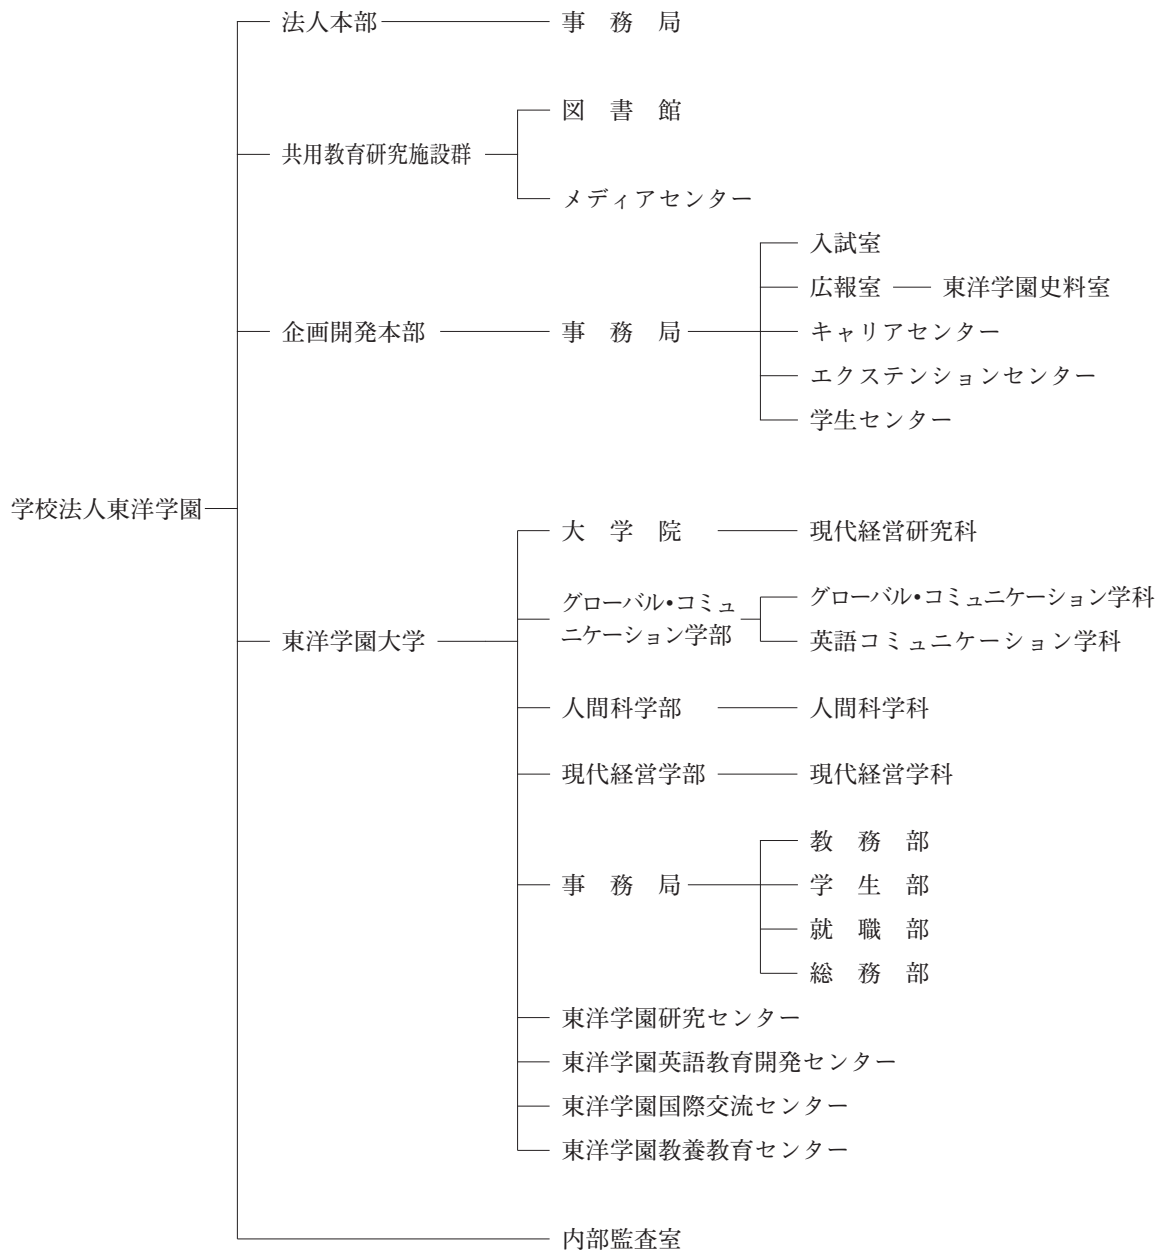 法人本部
事　務　局
図　書　館
共用教育研究施設群
メディアセンター
入試室
広報室
東洋学園史料室
企画開発本部
事　務　局
キャリアセンター
エクステンションセンター
学生センター
学校法人東洋学園
大　学　院
現代経営研究科
グローバル・コミュ
ニケーション学部
グローバル・コミュニケーション学科
英語コミュニケーション学科
東洋学園大学
人間科学部
人間科学科
現代経営学部
現代経営学科
事　務　局
教　務　部
学　生　部
就　職　部
総　務　部
東洋学園研究センター
東洋学園英語教育開発センター
東洋学園国際交流センター
東洋学園教養教育センター
内部監査室